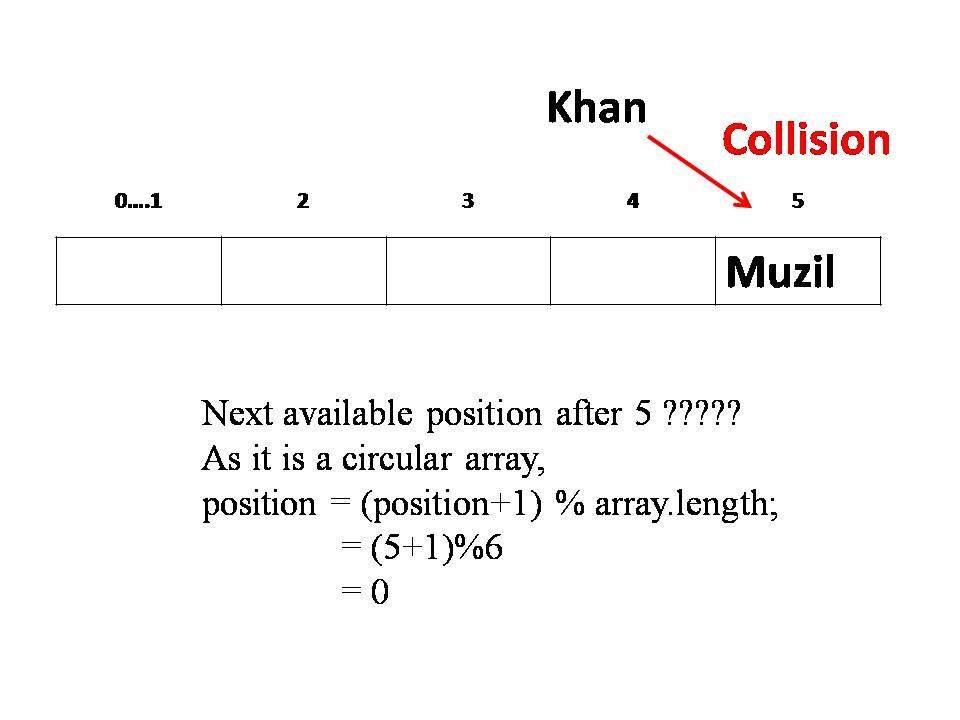 Khan
Collision
0....1 2 3 4 5
Muzil
Next available position after 5 ?????
As it is a circular array,
position = (position+1) % array.length;
= (5+1)%6
= 0